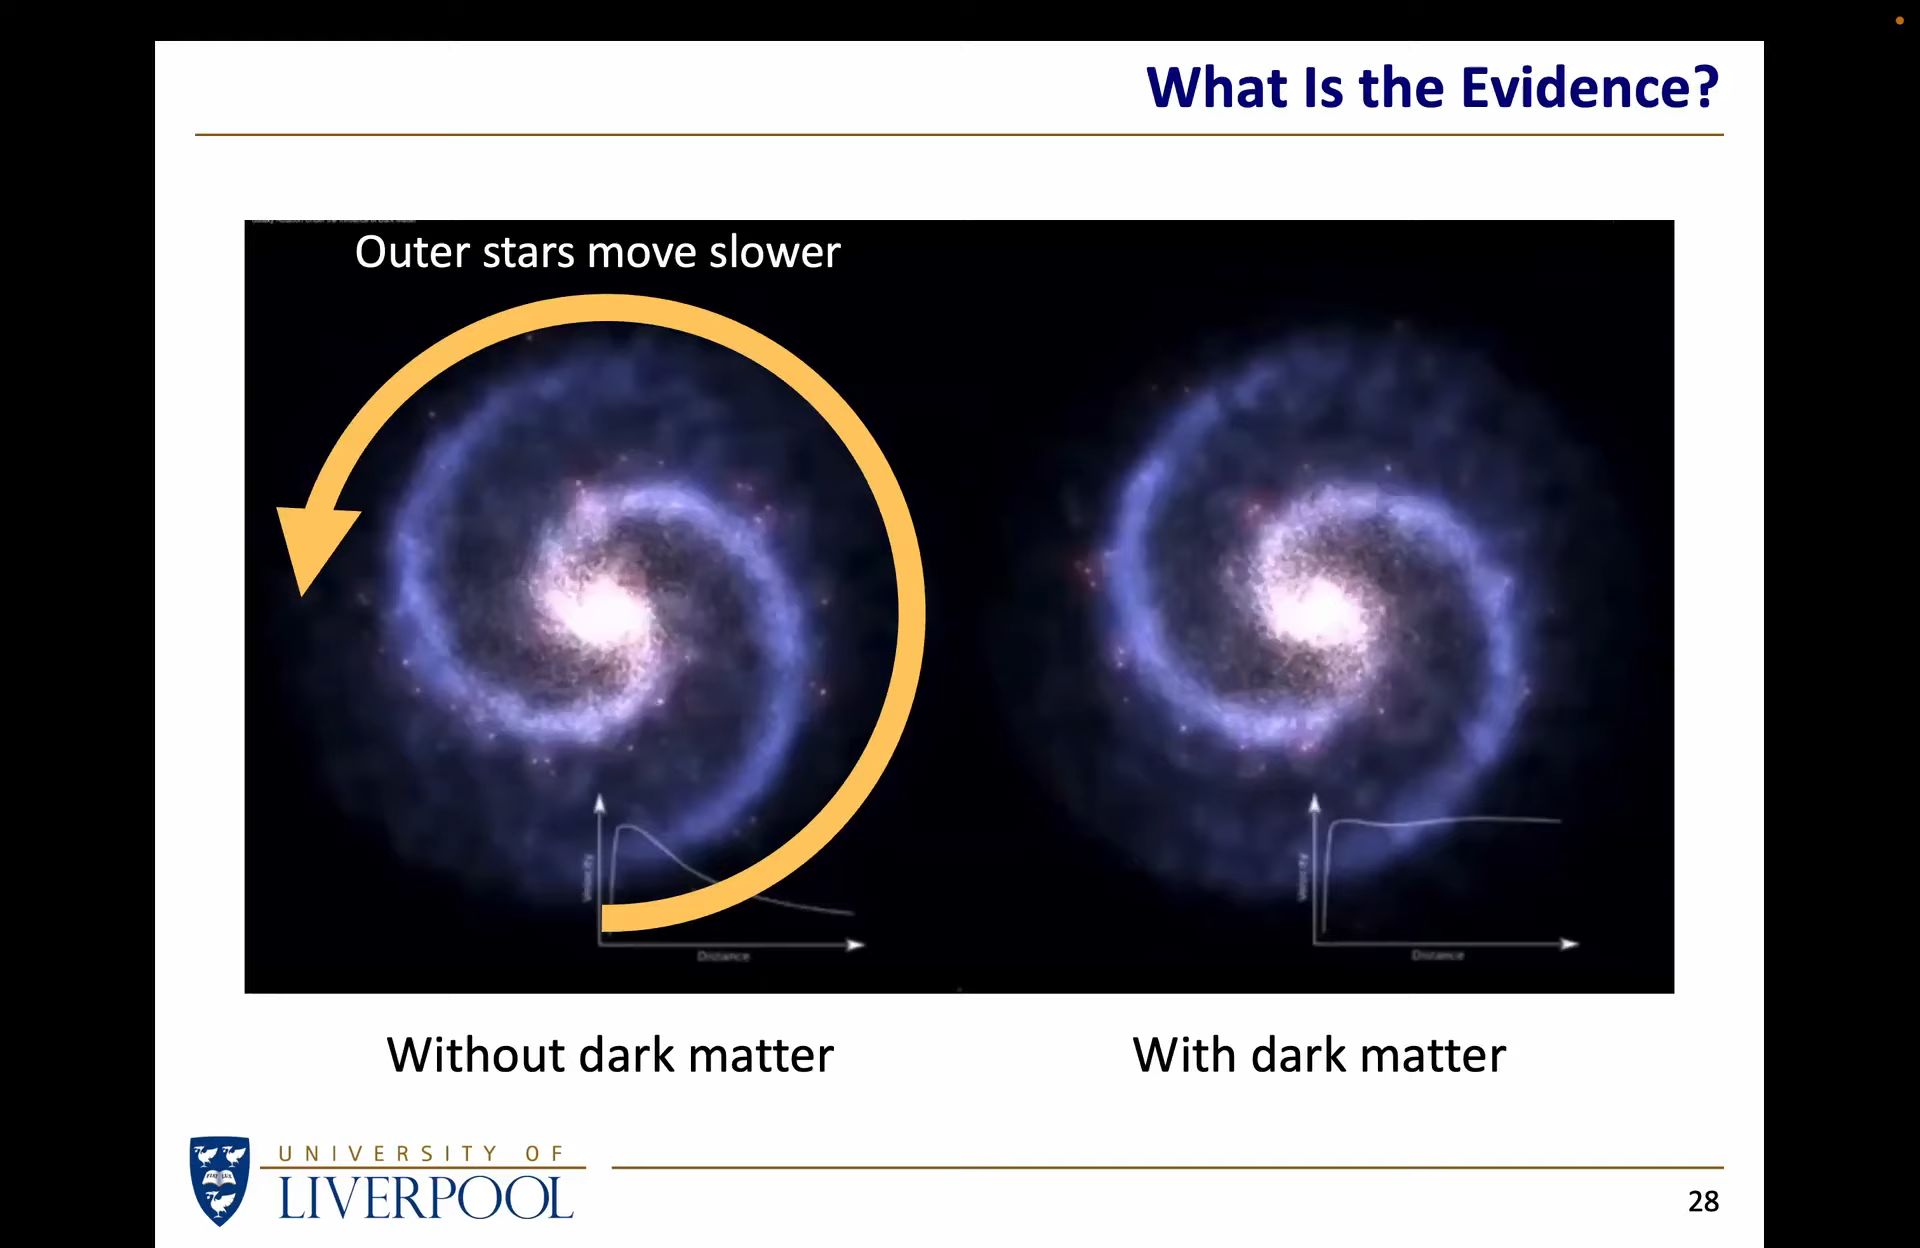 What Is the Evidence?
Outer stars move slower
Velocity
Distance
Velocity
Distance
Without dark matter
With dark matter
UNIVERSITY OF
LIVERPOOL
28